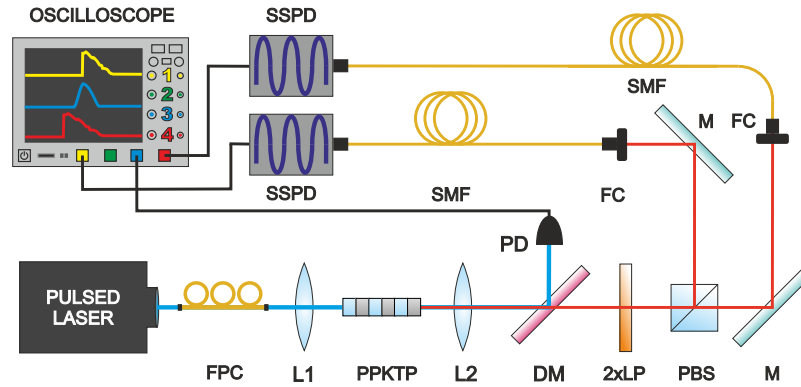 OSCILLOSCOPE
SSPD
1
2
3
4
SMF
M
FC
SSPD
SMF
FC
PD
PULSED
LASER
FPC
L1
PPKTP
L2
DM
2xLP
PBS
M